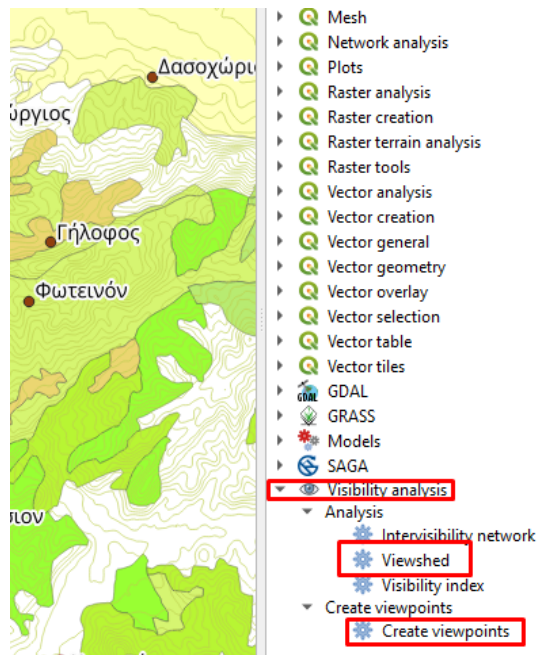 Δασοχώρι
ώργιος
Γήλοφος
Φωτεινόν
σιον
Mesh
Network analysis
Plots
Raster analysis
Raster creation
Raster terrain analysis
Raster tools
Vector analysis
Vector creation
Vector general
Vector geometry
Vector overlay
Vector selection
Vector table
Vector tiles
GDAL
GRASS
Models
SAGA
Visibility analysis
Analysis
Intervisibility network
Viewshed
Visibility index
Create viewpoints
Create viewpoints